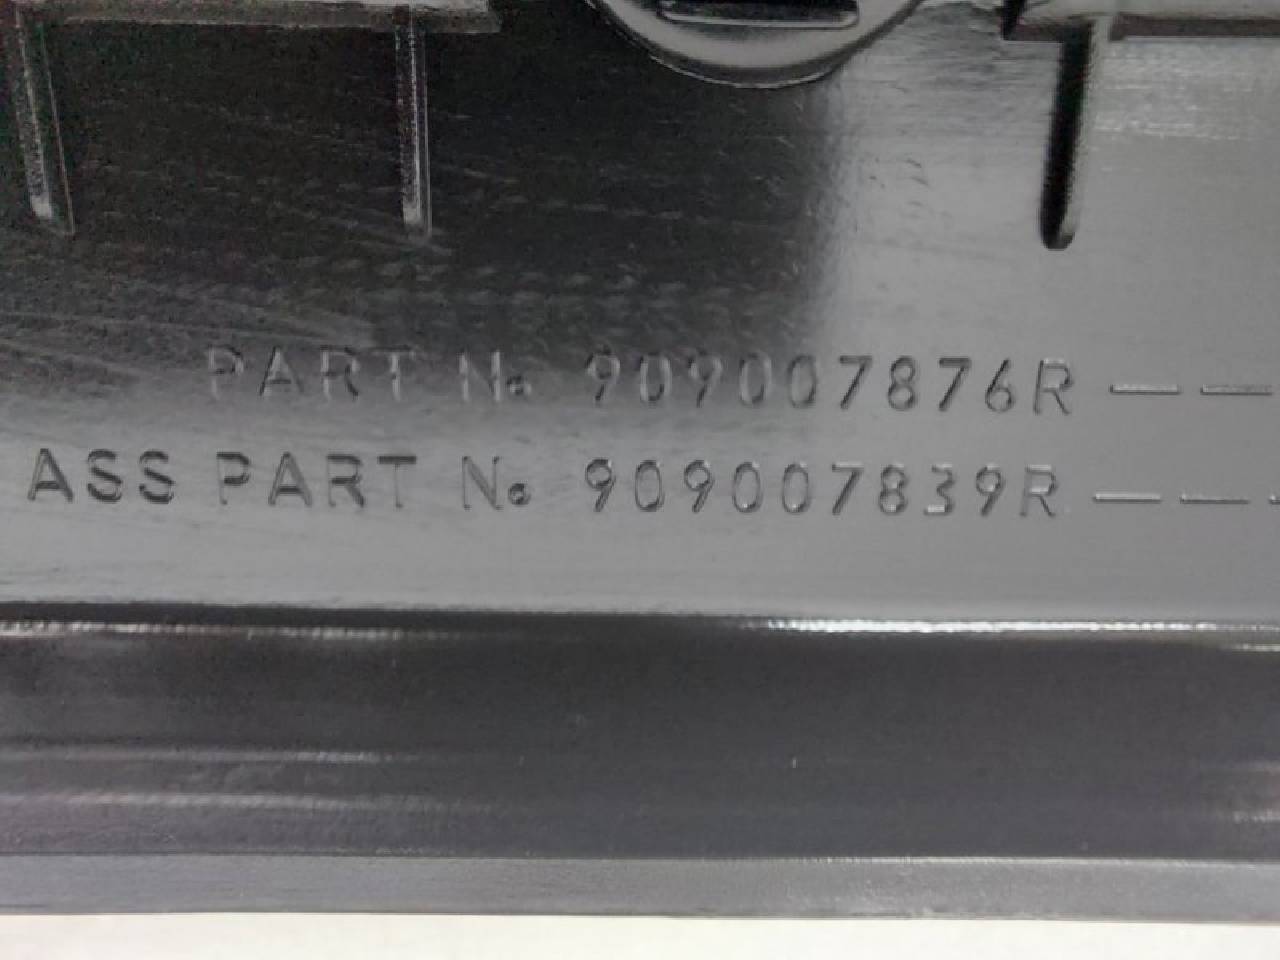 PART No 909007876R — —
ASS PART No 909007839R — — -